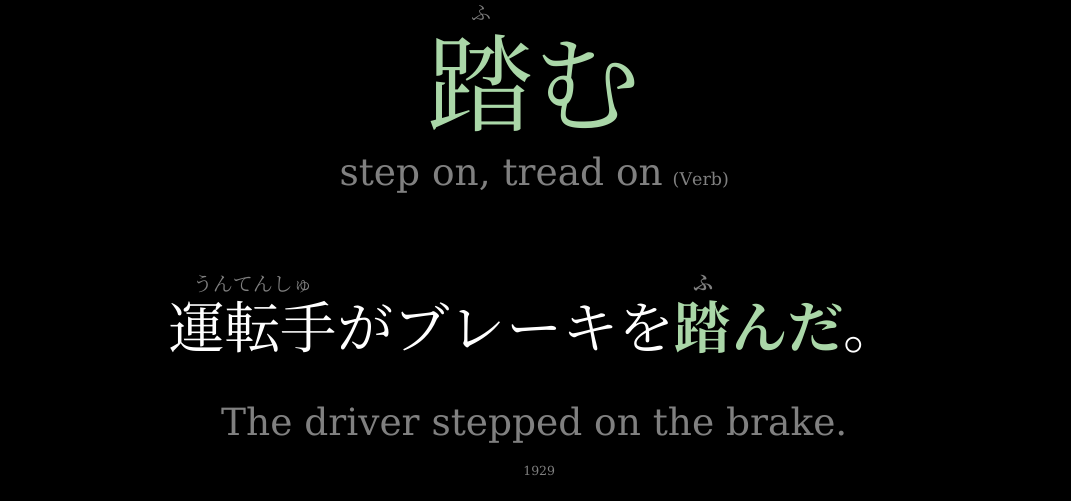 ふ
踏む
step on, tread on (Verb)
うんてんしゅ ふ
運転手がブレーキを踏んだ。
The driver stepped on the brake.
1929